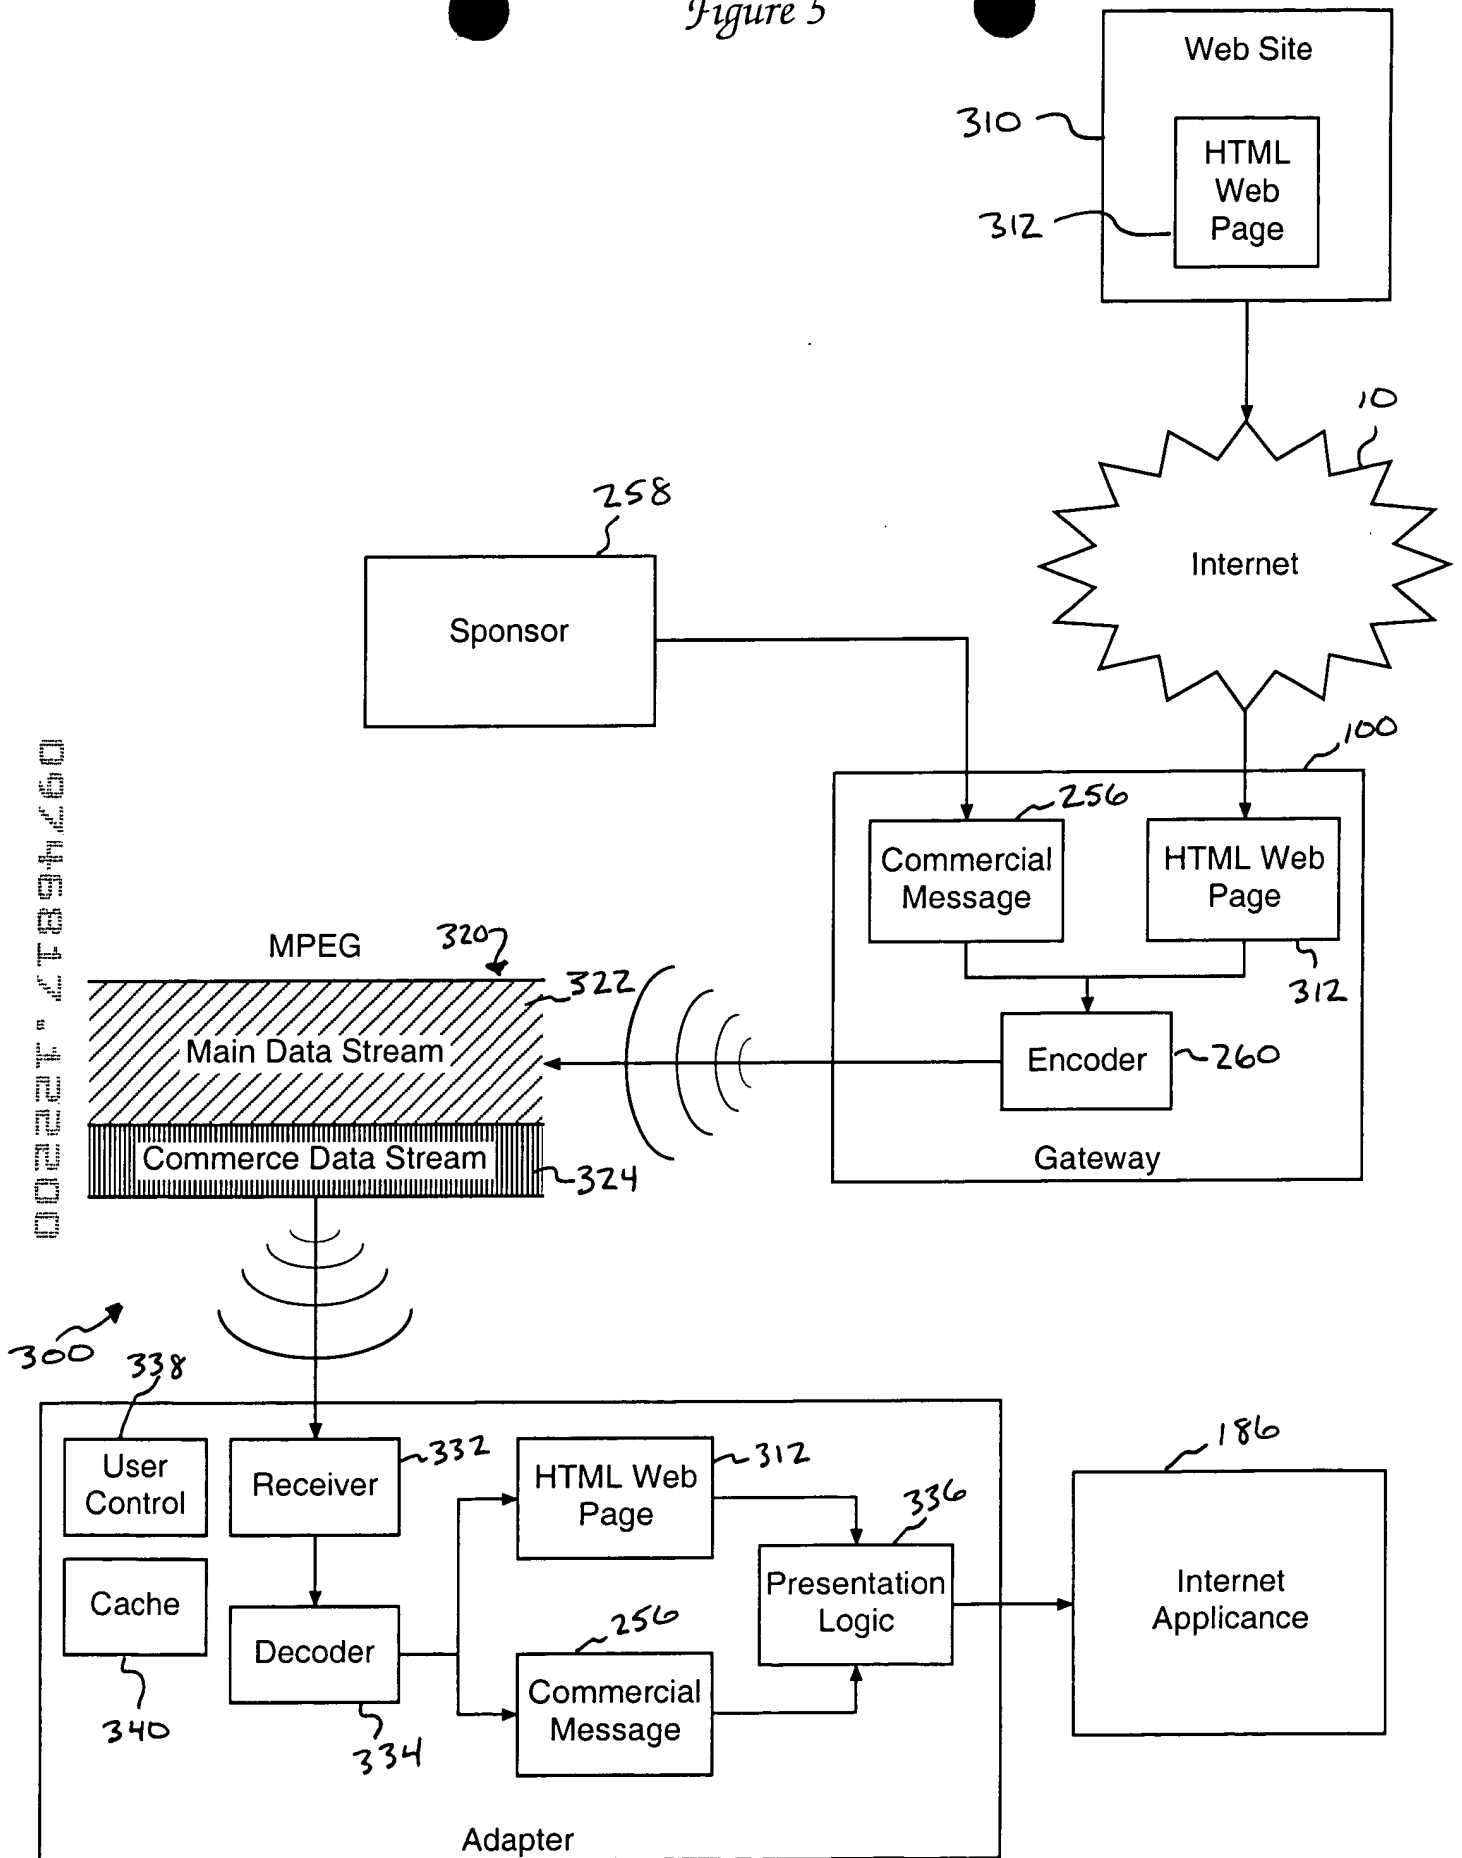 Figure 5
Web Site
310
HTML
Web
Page
312
10
Internet
258
Sponsor
100
256
Commercial
Message
HTML Web
Page
312
Encoder
260
Gateway
MPEG
320
322
Main Data Stream
Commerce Data Stream
324
09746817.122200
300
338
User
Control
Receiver
332
HTML Web
Page
312
336
Presentation
Logic
186
Internet
Applicance
Cache
340
Decoder
334
256
Commercial
Message
Adapter